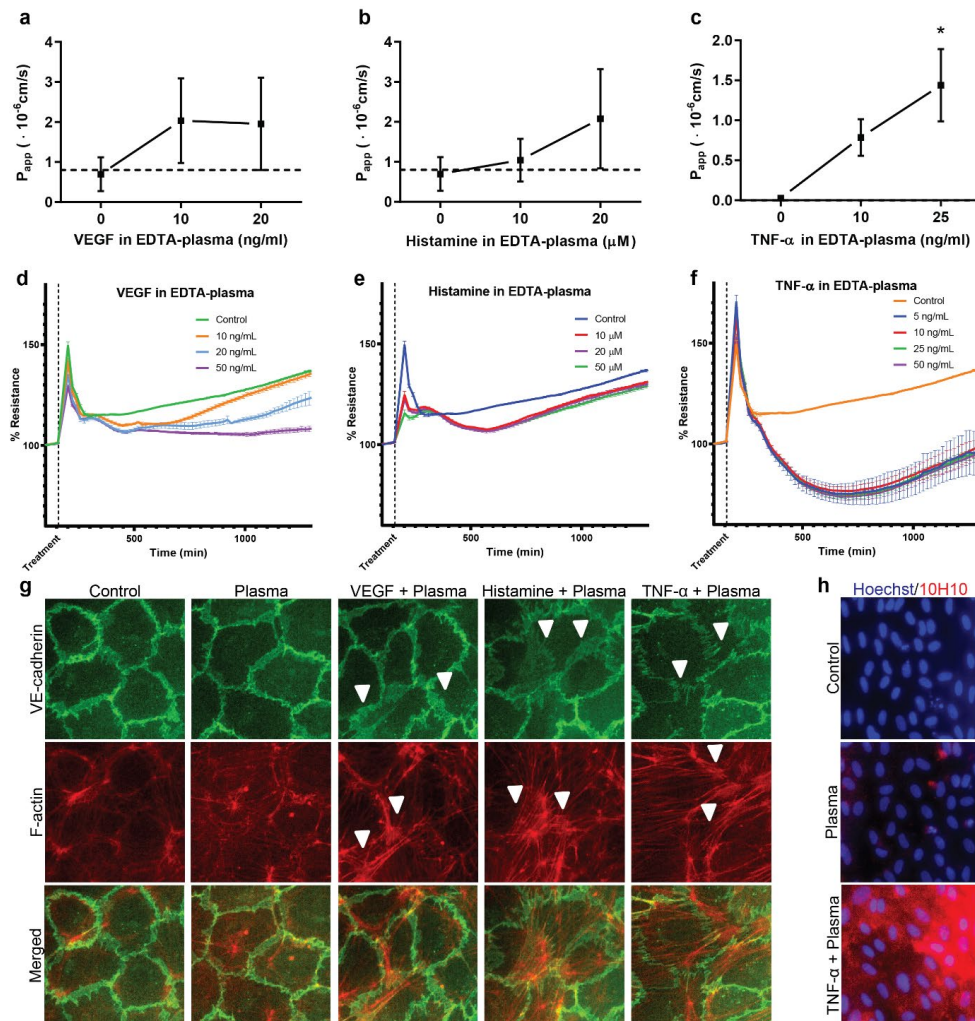 a
4
3
2
1
0
P_app ( · 10^-6cm/s)
0 10 20
VEGF in EDTA-plasma (ng/ml)
b
4
3
2
1
0
P_app ( · 10^-6cm/s)
0 10 20
Histamine in EDTA-plasma (μM)
c
*
2.0
1.5
1.0
0.5
0.0
P_app ( · 10^-6cm/s)
0 10 25
TNF-α in EDTA-plasma (ng/ml)
d
VEGF in EDTA-plasma
Control
10 ng/mL
20 ng/mL
50 ng/mL
150
100
% Resistance
Treatment
500 1000
Time (min)
e
Histamine in EDTA-plasma
Control
10 μM
20 μM
50 μM
150
100
% Resistance
Treatment
500 1000
Time (min)
f
TNF-α in EDTA-plasma
Control
5 ng/mL
10 ng/mL
25 ng/mL
50 ng/mL
150
100
% Resistance
Treatment
500 1000
Time (min)
g
Control Plasma VEGF + Plasma Histamine + Plasma TNF-α + Plasma
VE-cadherin
F-actin
Merged
h
Hoechst/10H10
Control
Plasma
TNF-α + Plasma